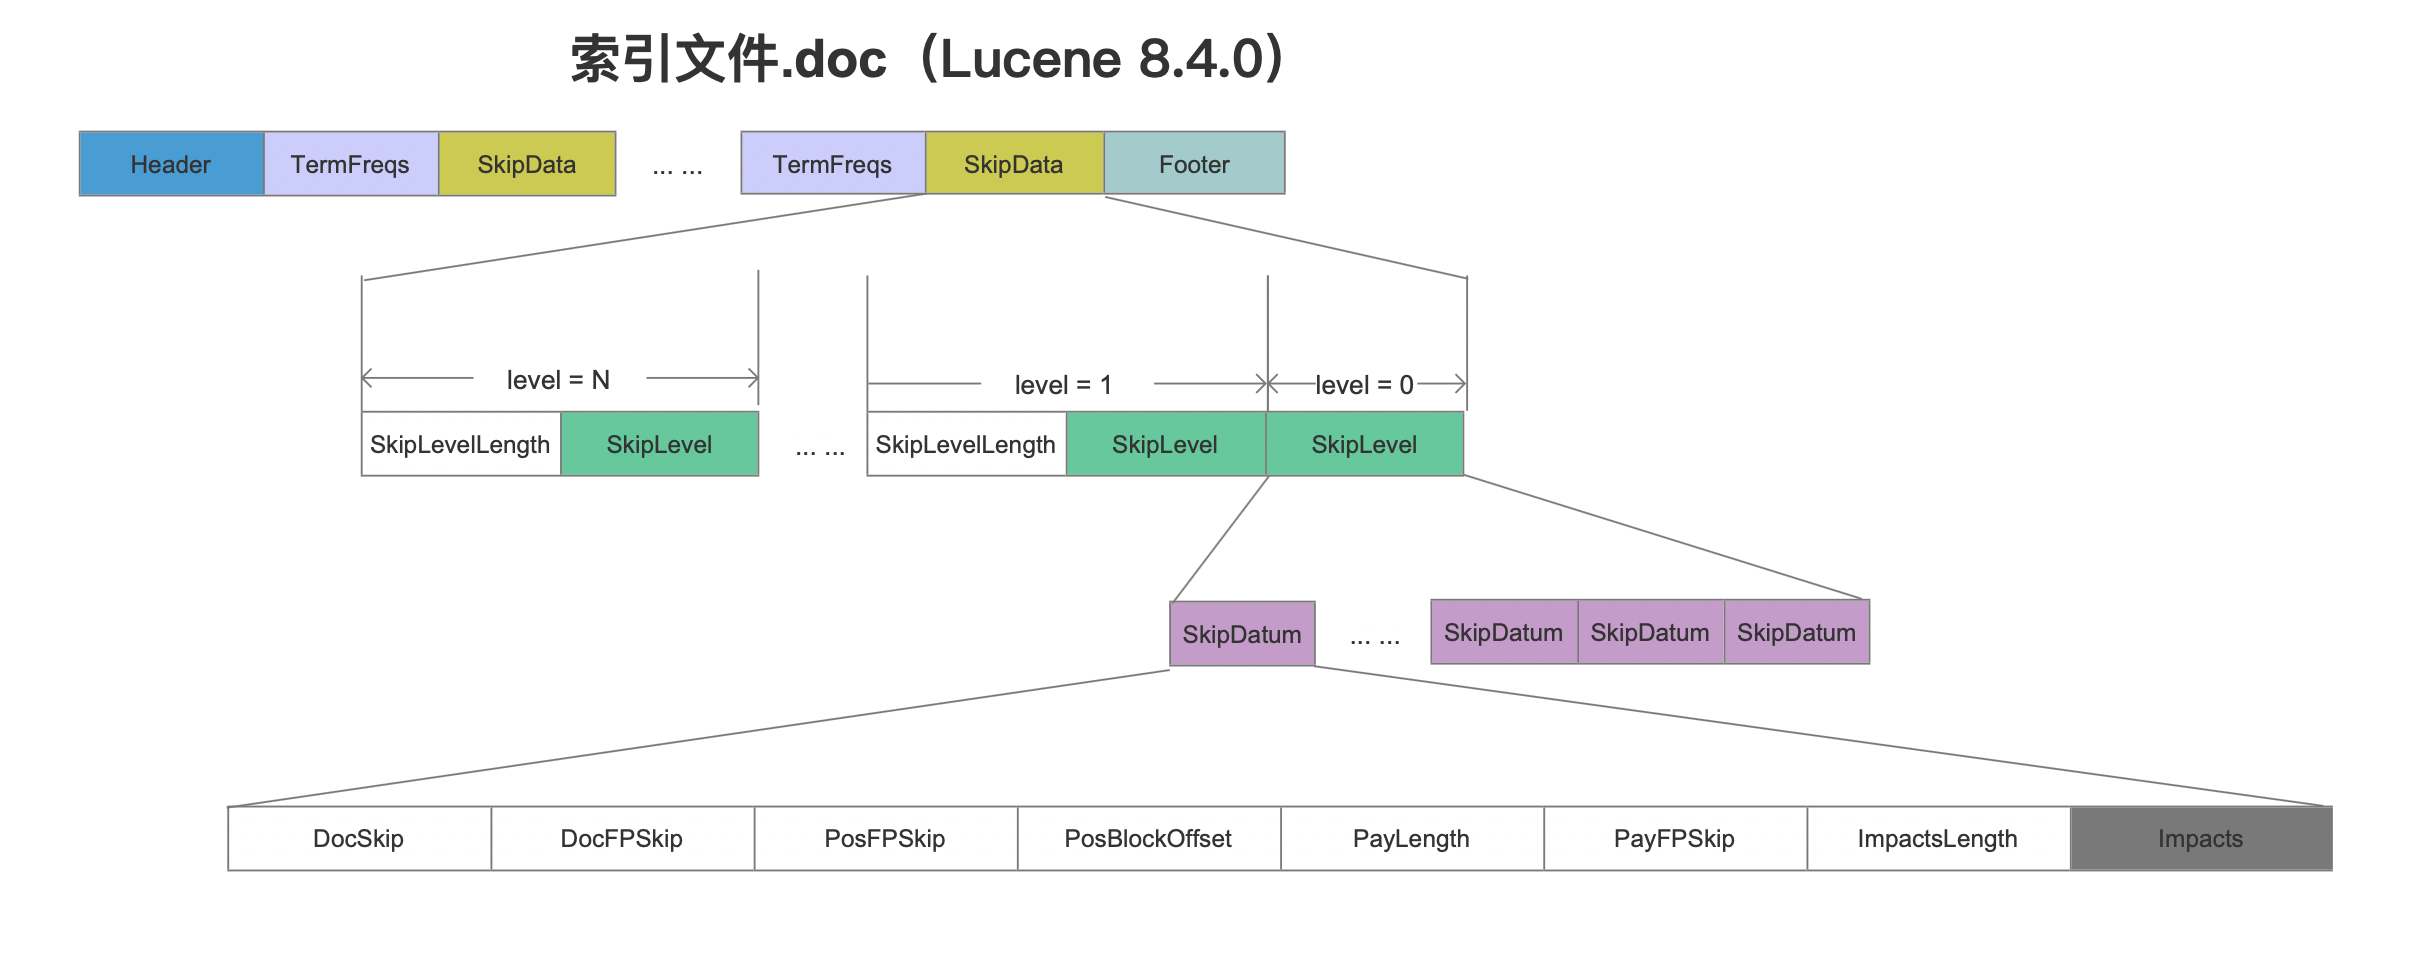 索引文件.doc（Lucene 8.4.0）
Header TermFreqs SkipData ... ... TermFreqs SkipData Footer
level = N level = 1 level = 0
SkipLevelLength SkipLevel ... ... SkipLevelLength SkipLevel SkipLevel
SkipDatum ... ... SkipDatum SkipDatum SkipDatum
DocSkip DocFPSkip PosFPSkip PosBlockOffset PayLength PayFPSkip ImpactsLength Impacts